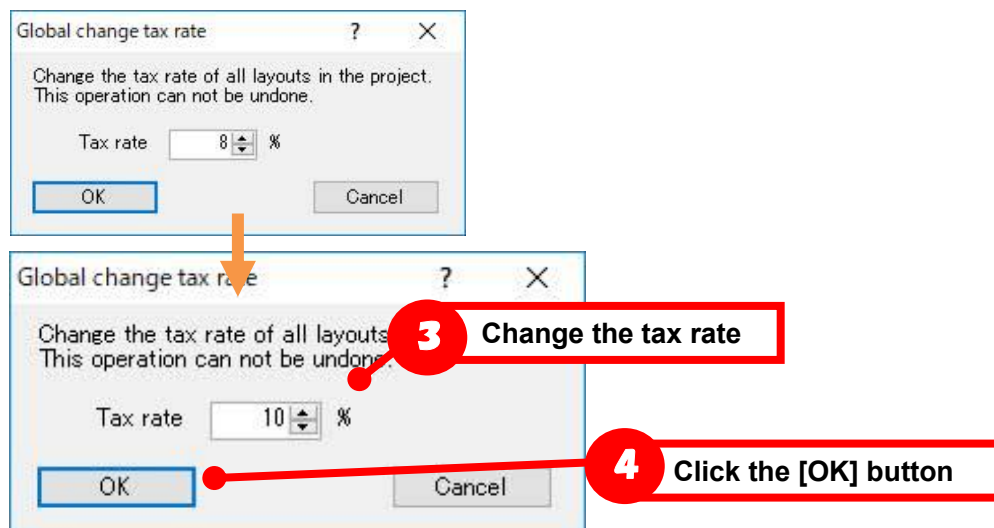 Global change tax rate ? ×
Change the tax rate of all layouts in the project.
This operation can not be undone.
Tax rate 8 %
OK Cancel
Global change tax r e ? ×
Change the tax rate of all layouts
This operation can not be undone.
3 Change the tax rate
Tax rate 10 %
4 Click the [OK] button
OK Cancel